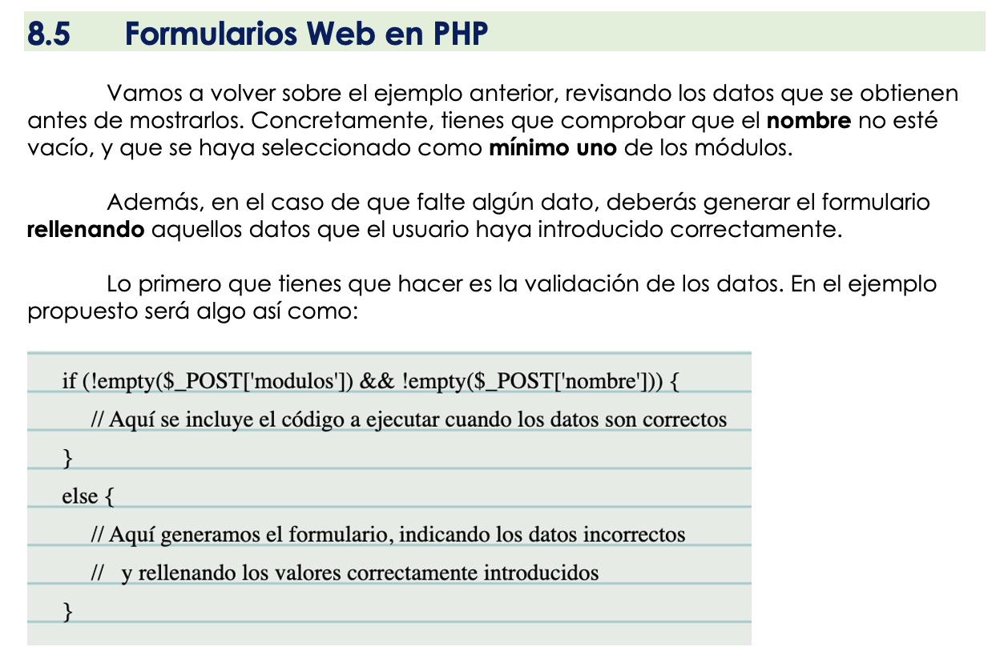 8.5 Formularios Web en PHP
Vamos a volver sobre el ejemplo anterior, revisando los datos que se obtienen
antes de mostrarlos. Concretamente, tienes que comprobar que el nombre no esté
vacío, y que se haya seleccionado como mínimo uno de los módulos.
Además, en el caso de que falte algún dato, deberás generar el formulario
rellenando aquellos datos que el usuario haya introducido correctamente.
Lo primero que tienes que hacer es la validación de los datos. En el ejemplo
propuesto será algo así como:
if (!empty($_POST['modulos']) && !empty($_POST['nombre'])) {
// Aquí se incluye el código a ejecutar cuando los datos son correctos
}
else {
// Aquí generamos el formulario, indicando los datos incorrectos
// y rellenando los valores correctamente introducidos
}